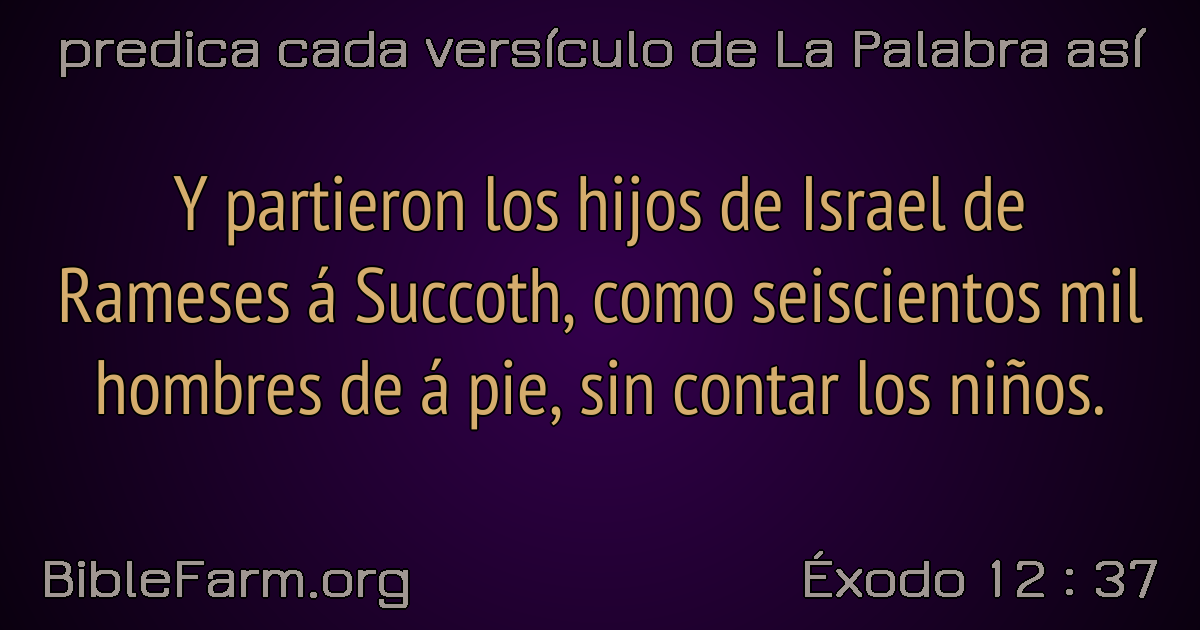 predica cada versículo de La Palabra así
Y partieron los hijos de Israel de
Rameses á Succoth, como seiscientos mil
hombres de á pie, sin contar los niños.
BibleFarm.org
Éxodo 12 : 37